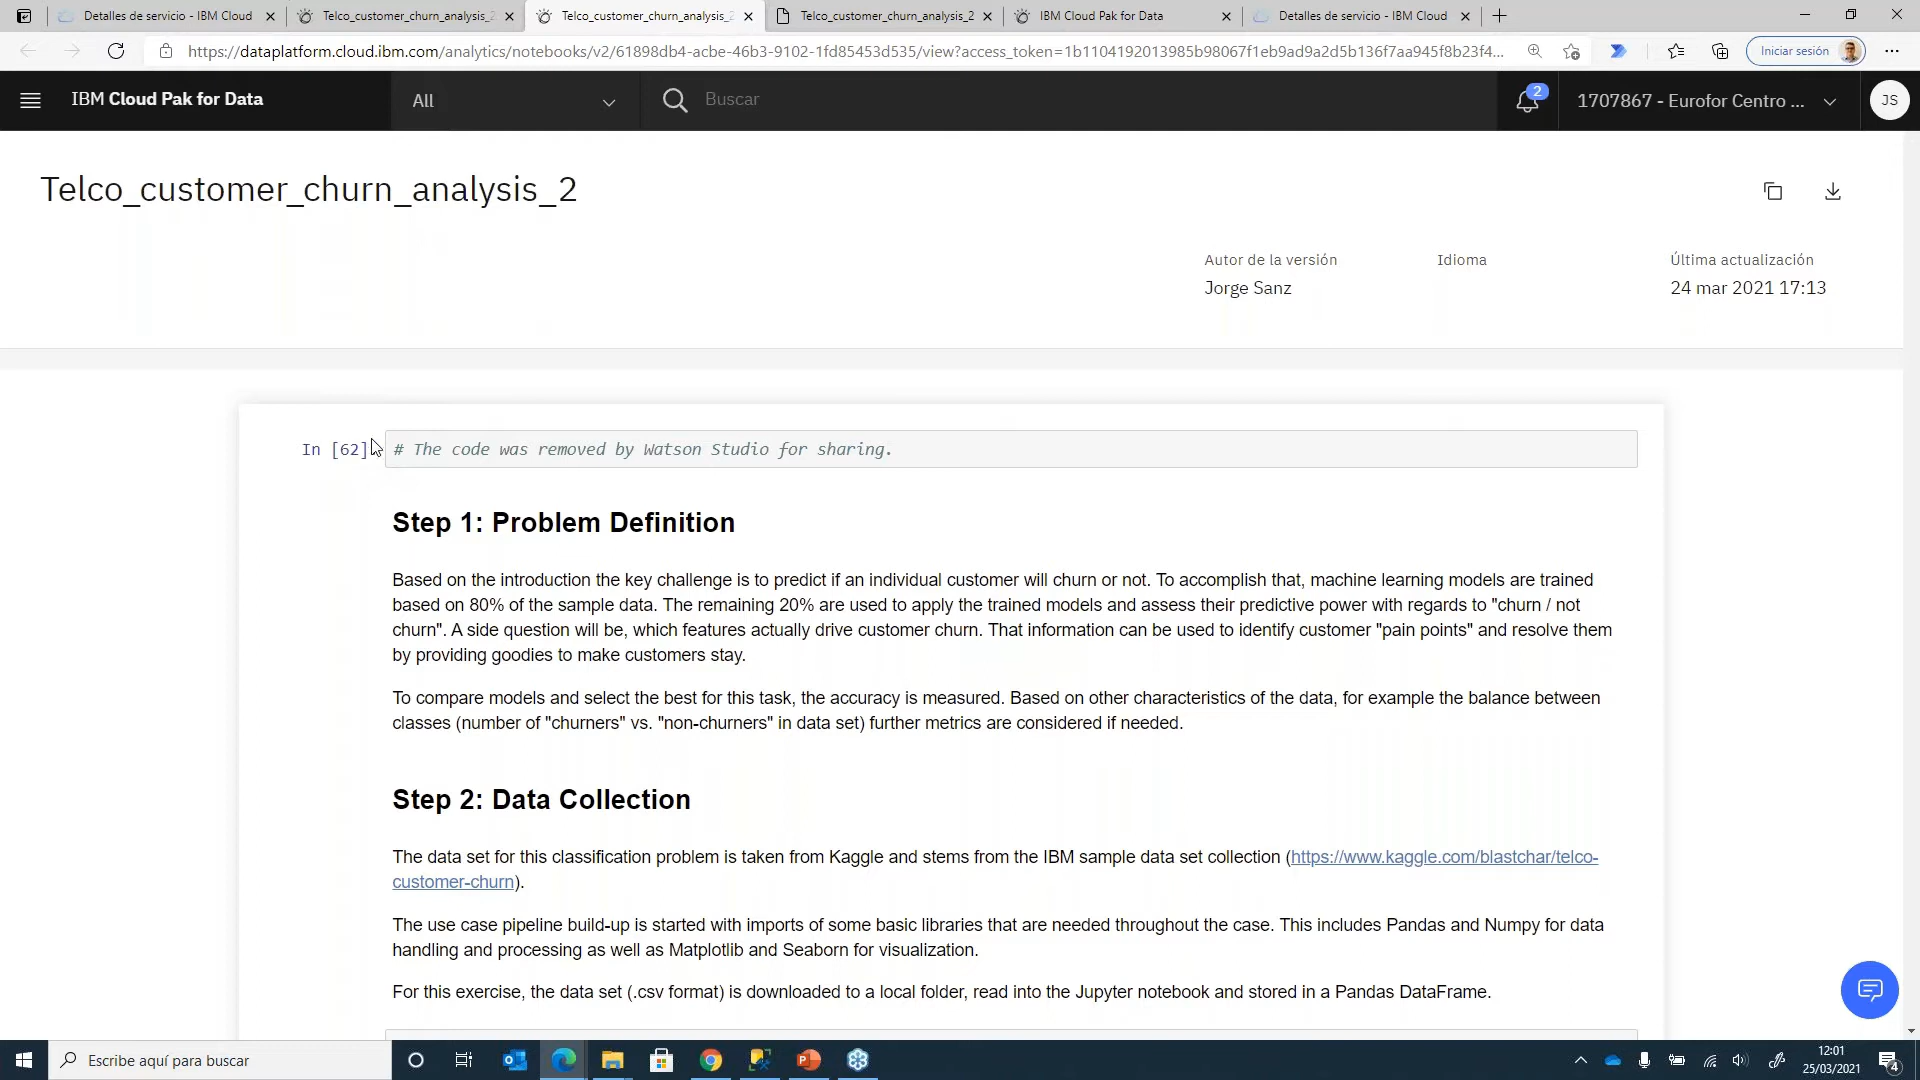 Detalles de servicio - IBM Cloud
Telco_customer_churn_analysis_2
Telco_customer_churn_analysis_2
Telco_customer_churn_analysis_2
IBM Cloud Pak for Data
Detalles de servicio - IBM Cloud
https://dataplatform.cloud.ibm.com/analytics/notebooks/v2/61898db4-acbe-46b3-9102-1fd85453d535/view?access_token=1b1104192013985b98067f1eb9ad9a2d5b136f7aa945f8b23f4...
Iniciar sesión
IBM Cloud Pak for Data
All
Buscar
2
1707867 - Eurofor Centro ...
JS
Telco_customer_churn_analysis_2
Autor de la versión
Idioma
Última actualización
Jorge Sanz
24 mar 2021 17:13
In [62]
# The code was removed by Watson Studio for sharing.
Step 1: Problem Definition
Based on the introduction the key challenge is to predict if an individual customer will churn or not. To accomplish that, machine learning models are trained
based on 80% of the sample data. The remaining 20% are used to apply the trained models and assess their predictive power with regards to "churn / not
churn". A side question will be, which features actually drive customer churn. That information can be used to identify customer "pain points" and resolve them
by providing goodies to make customers stay.
To compare models and select the best for this task, the accuracy is measured. Based on other characteristics of the data, for example the balance between
classes (number of "churners" vs. "non-churners" in data set) further metrics are considered if needed.
Step 2: Data Collection
The data set for this classification problem is taken from Kaggle and stems from the IBM sample data set collection (https://www.kaggle.com/blastchar/telco-
customer-churn).
The use case pipeline build-up is started with imports of some basic libraries that are needed throughout the case. This includes Pandas and Numpy for data
handling and processing as well as Matplotlib and Seaborn for visualization.
For this exercise, the data set (.csv format) is downloaded to a local folder, read into the Jupyter notebook and stored in a Pandas DataFrame.
Escribe aquí para buscar
12:01
25/03/2021
4